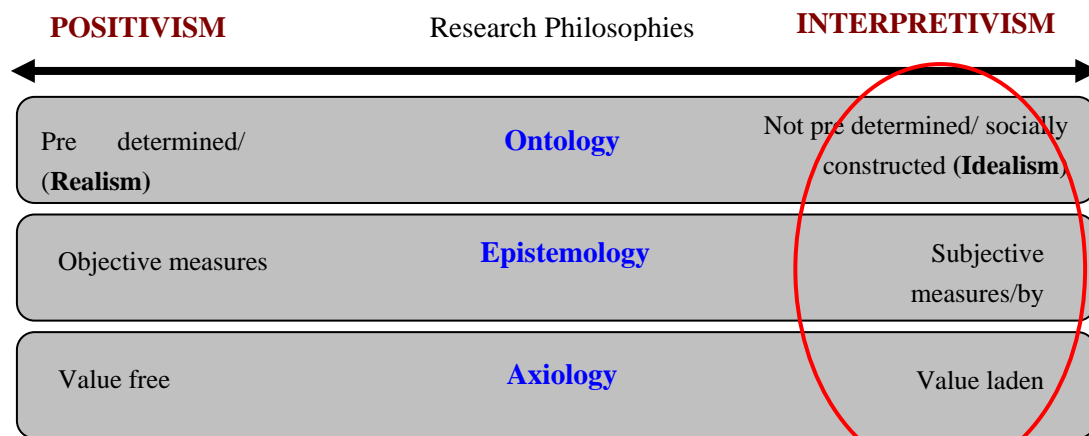 POSITIVISM Research Philosophies INTERPRETIVISM
Pre determined/
(Realism)
Ontology
Not pre determined/ socially
constructed (Idealism)
Objective measures
Epistemology
Subjective
measures/by
Value free
Axiology
Value laden